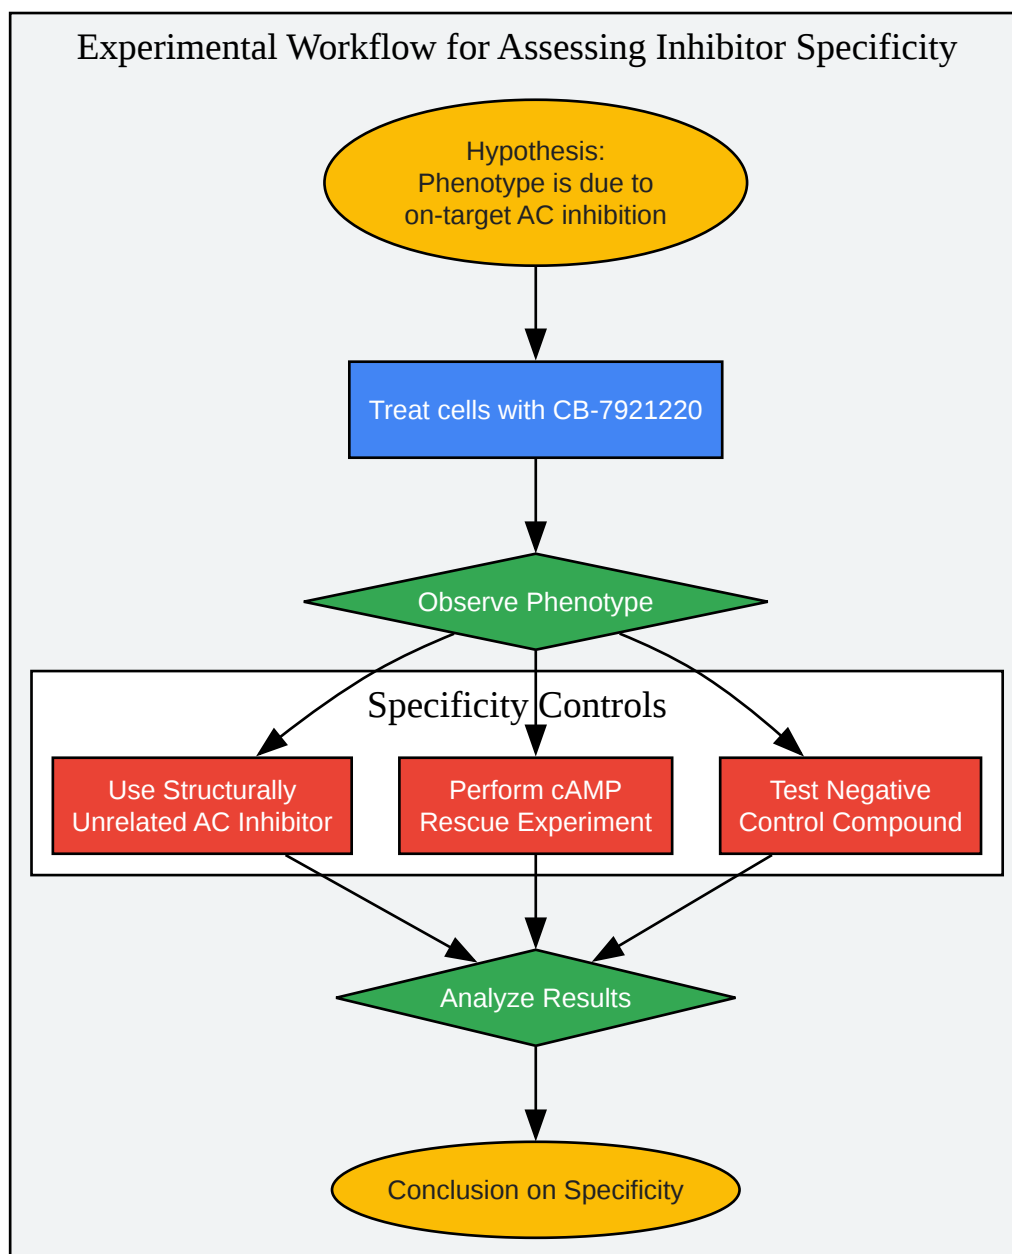 Experimental Workflow for Assessing Inhibitor Specificity
Hypothesis:
Phenotype is due to
on-target AC inhibition
Treat cells with CB-7921220
Observe Phenotype
Specificity Controls
Use Structurally
Unrelated AC Inhibitor
Perform cAMP
Rescue Experiment
Test Negative
Control Compound
Analyze Results
Conclusion on Specificity